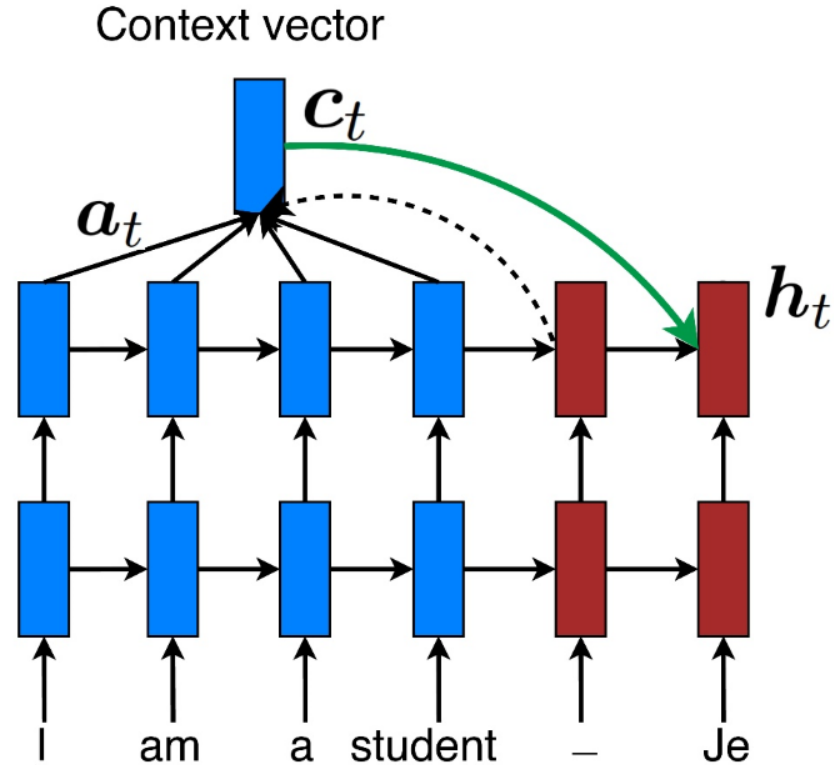 Context vector
c_t
a_t
h_t
I am a student _ Je